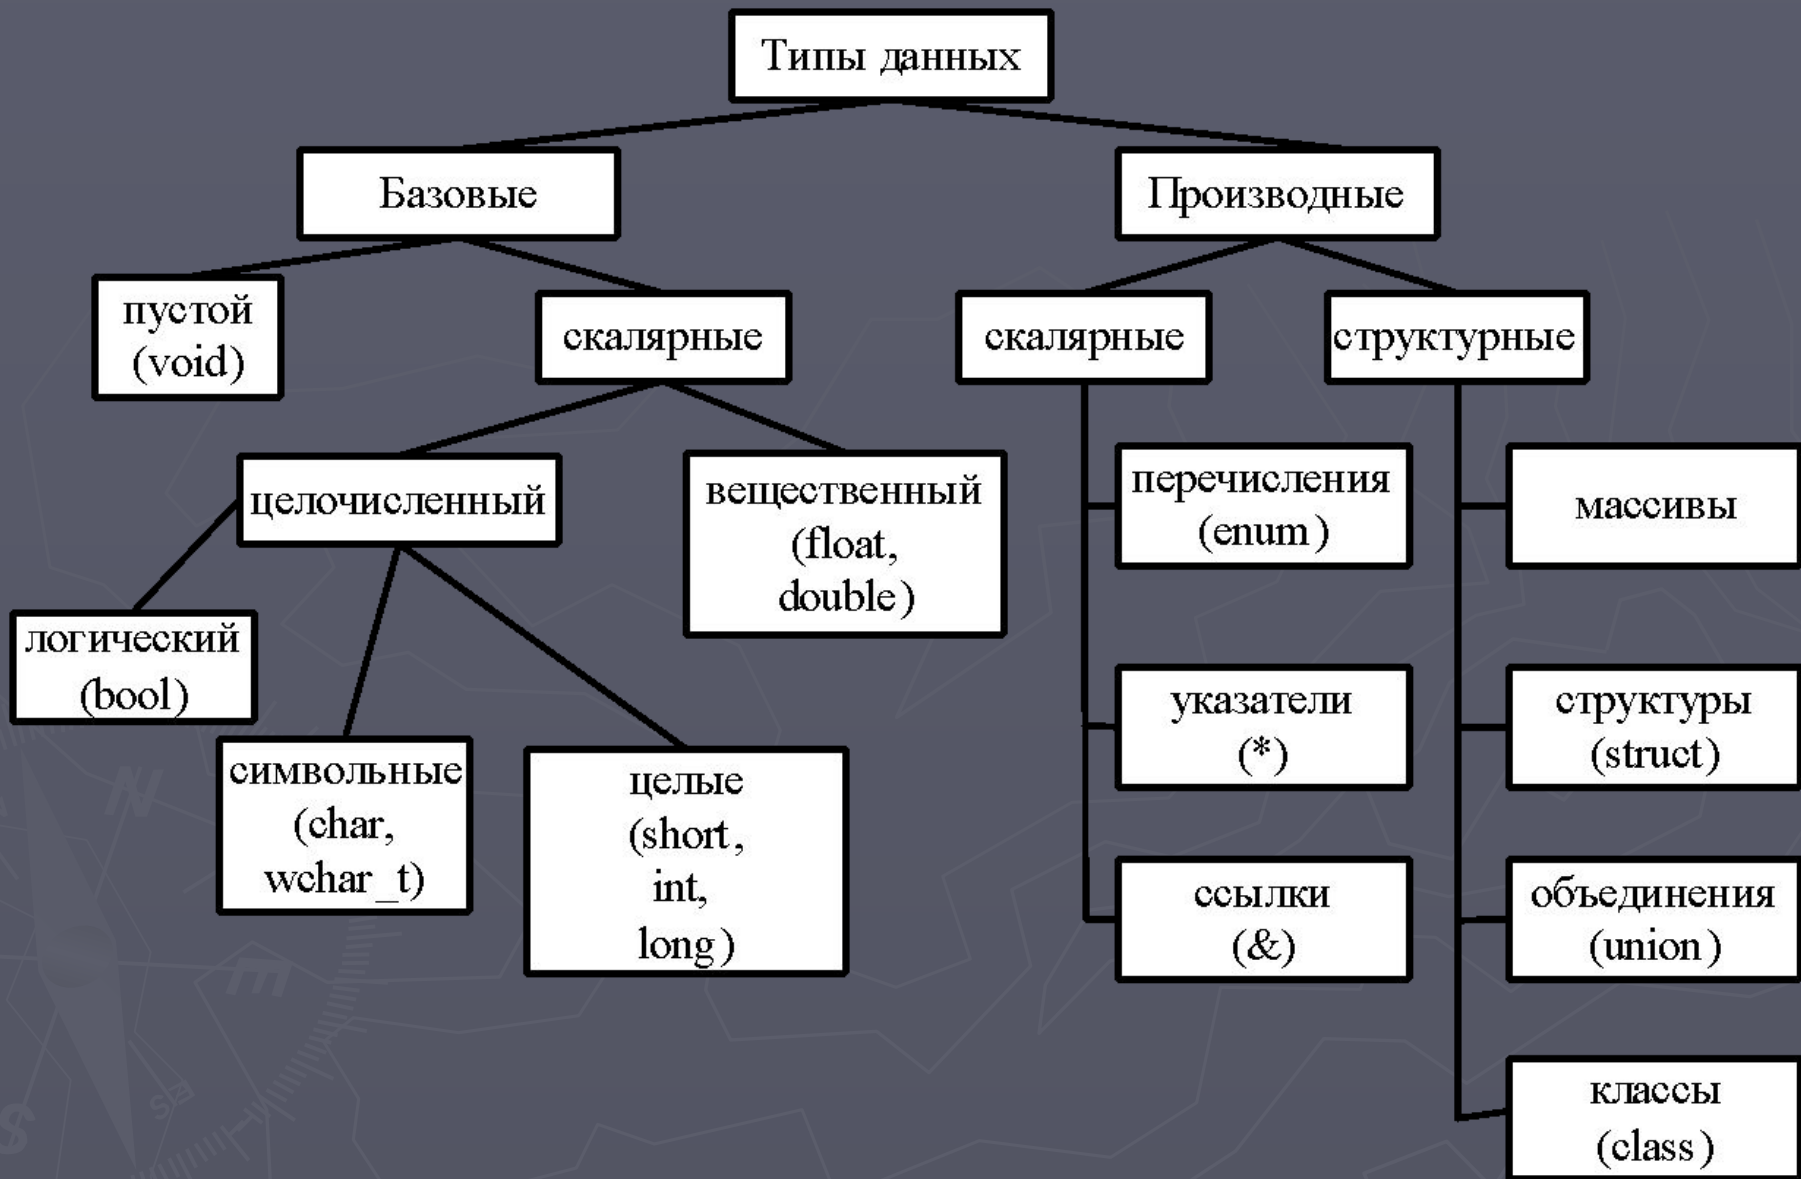 Типы данных
Базовые
Производные
пустой
(void)
скалярные
скалярные
структурные
целочисленный
вещественный
(float,
double)
перечисления
(enum)
массивы
логический
(bool)
указатели
(*)
структуры
(struct)
символьные
(char,
wchar_t)
целые
(short,
int,
long)
ссылки
(&)
объединения
(union)
классы
(class)
N
E
S
SE